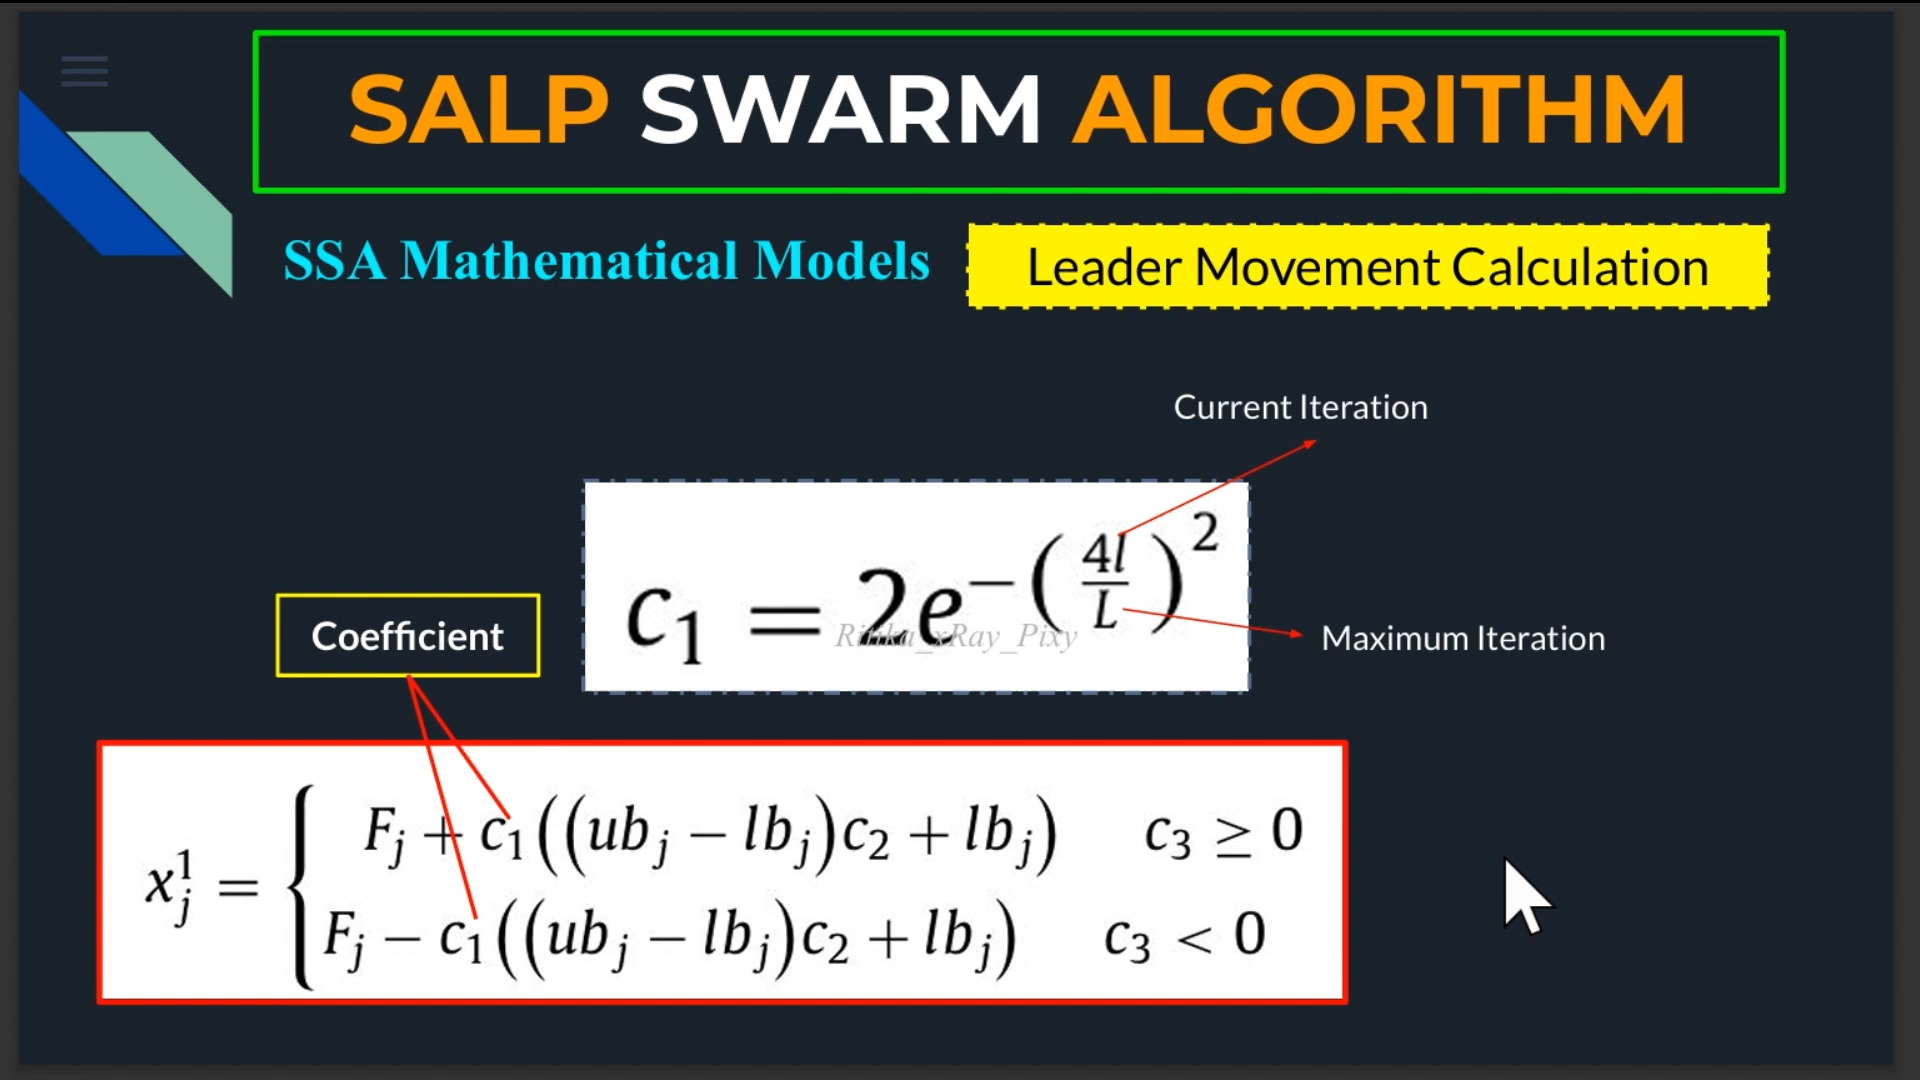 SALP SWARM ALGORITHM
SSA Mathematical Models
Leader Movement Calculation
Current Iteration
c₁ = 2e^−(4l/L)²
Maximum Iteration
Coefficient
x_j^1 = { F_j + c₁((ub_j − lb_j)c₂ + lb_j) c₃ ≥ 0
F_j − c₁((ub_j − lb_j)c₂ + lb_j) c₃ < 0